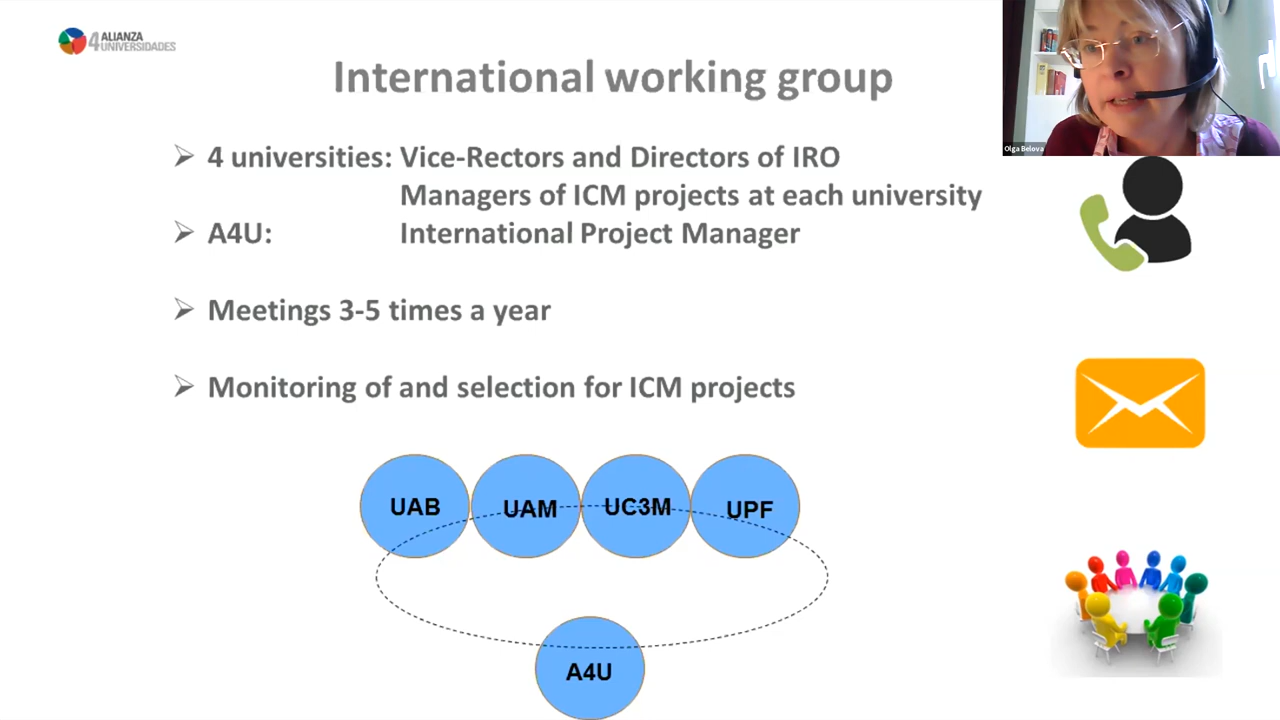 4 ALIANZA
UNIVERSIDADES
International working group
Olga Belova
➢ 4 universities: Vice-Rectors and Directors of IRO
Managers of ICM projects at each university
➢ A4U: International Project Manager
➢ Meetings 3-5 times a year
➢ Monitoring of and selection for ICM projects
UAB UAM UC3M UPF
A4U